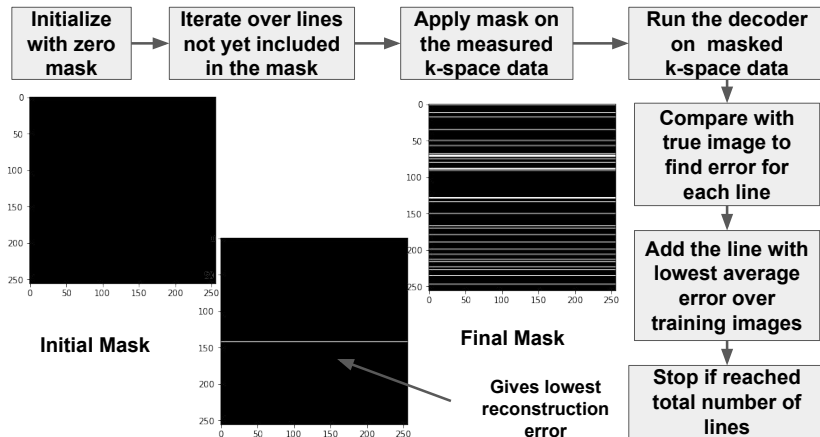 Initialize
with zero
mask
Iterate over lines
not yet included
in the mask
Apply mask on
the measured
k-space data
Run the decoder
on masked
k-space data
Compare with
true image to
find error for
each line
Add the line with
lowest average
error over
training images
Stop if reached
total number of
lines
0
50
100
150
200
250
0 50 100 150 200 250
Initial Mask
150
200
250
0 50 100 150 200 250
0
50
100
150
200
250
0 50 100 150 200 250
Final Mask
Gives lowest
reconstruction
error